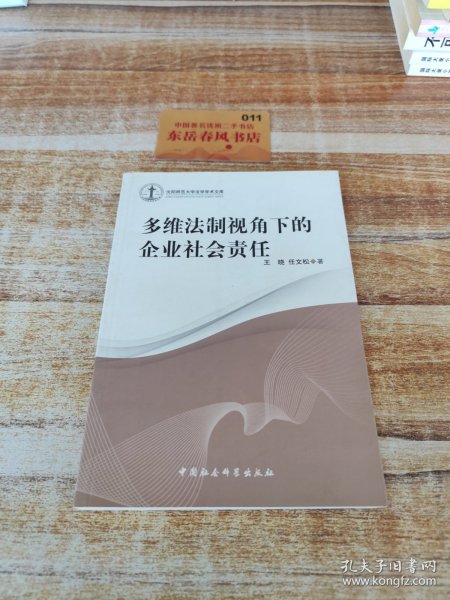 011
中国著名优质二手书店
东岳春风书店
沈阳师范大学法学学术文库
多维法制视角下的
企业社会责任
王 晓 任文松 著
中国社会科学出版社
孔夫子旧书网
www.kongfz.com